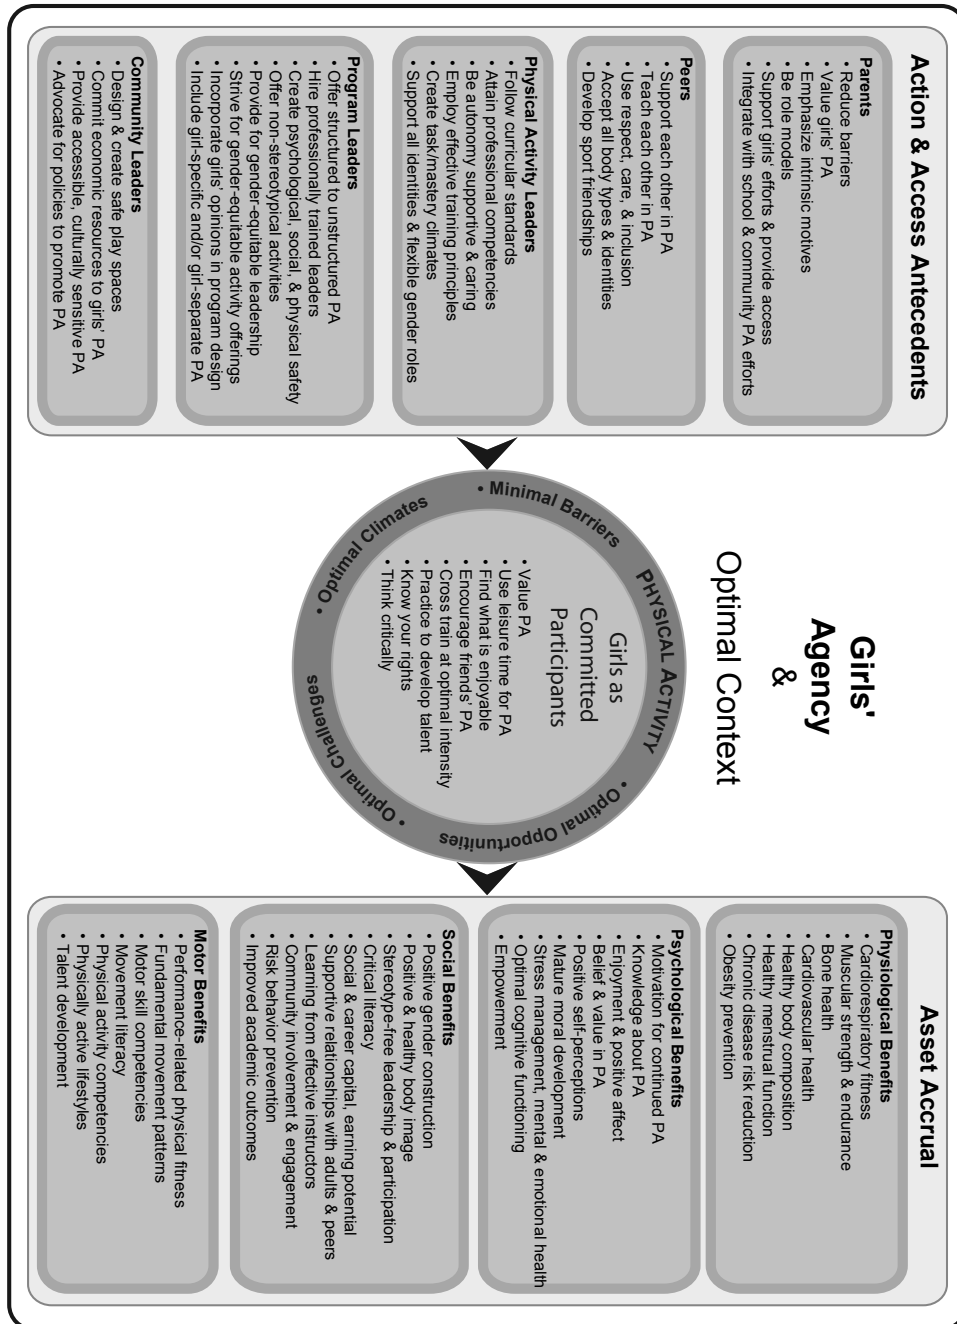 Action & Access Antecedents
Parents
• Reduce barriers
• Value girls' PA
• Emphasize intrinsic motives
• Be role models
• Support girls' efforts & provide access
• Integrate with school & community PA efforts
Peers
• Support each other in PA
• Teach each other in PA
• Use respect, care, & inclusion
• Accept all body types & identities
• Develop sport friendships
Physical Activity Leaders
• Follow curricular standards
• Attain professional competencies
• Be autonomy supportive & caring
• Employ effective training principles
• Create task/mastery climates
• Support all identities & flexible gender roles
Program Leaders
• Offer structured to unstructured PA
• Hire professionally trained leaders
• Create psychological, social, & physical safety
• Offer non-stereotypical activities
• Provide for gender-equitable leadership
• Strive for gender-equitable activity offerings
• Incorporate girls' opinions in program design
• Include girl-specific and/or girl-separate PA
Community Leaders
• Design & create safe play spaces
• Commit economic resources to girls' PA
• Provide accessible, culturally sensitive PA
• Advocate for policies to promote PA
Girls'
Agency
&
Optimal Context
PHYSICAL ACTIVITY
• Optimal Opportunities
• Optimal Challenges
• Optimal Climates
• Minimal Barriers
Girls as
Committed
Participants
• Value PA
• Use leisure time for PA
• Find what is enjoyable
• Encourage friends' PA
• Cross train at optimal intensity
• Practice to develop talent
• Know your rights
• Think critically
Asset Accrual
Physiological Benefits
• Cardiorespiratory fitness
• Muscular strength & endurance
• Bone health
• Cardiovascular health
• Healthy body composition
• Healthy menstrual function
• Chronic disease risk reduction
• Obesity prevention
Psychological Benefits
• Motivation for continued PA
• Knowledge about PA
• Enjoyment & positive affect
• Belief & value in PA
• Positive self-perceptions
• Mature moral development
• Stress management, mental & emotional health
• Optimal cognitive functioning
• Empowerment
Social Benefits
• Positive gender construction
• Positive & healthy body image
• Stereotype-free leadership & participation
• Critical literacy
• Social & career capital, earning potential
• Supportive relationships with adults & peers
• Learning from effective instructors
• Community involvement & engagement
• Risk behavior prevention
• Improved academic outcomes
Motor Benefits
• Performance-related physical fitness
• Fundamental movement patterns
• Motor skill competencies
• Movement literacy
• Physical activity competencies
• Physically active lifestyles
• Talent development